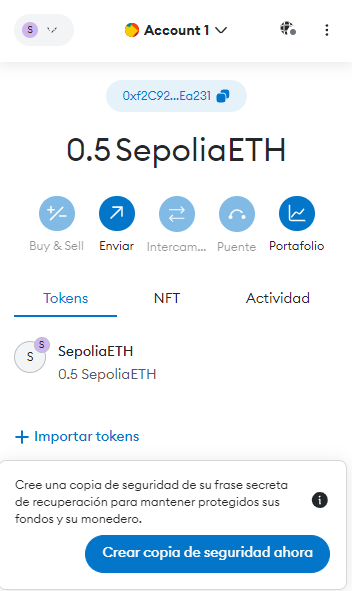 S
Account 1
0xf2C92...Ea231
0.5 SepoliaETH
Buy & Sell
Enviar
Intercam...
Puente
Portafolio
Tokens
NFT
Actividad
S
S
SepoliaETH
0.5 SepoliaETH
+ Importar tokens
Cree una copia de seguridad de su frase secreta
de recuperación para mantener protegidos sus
fondos y su monedero.
Crear copia de seguridad ahora